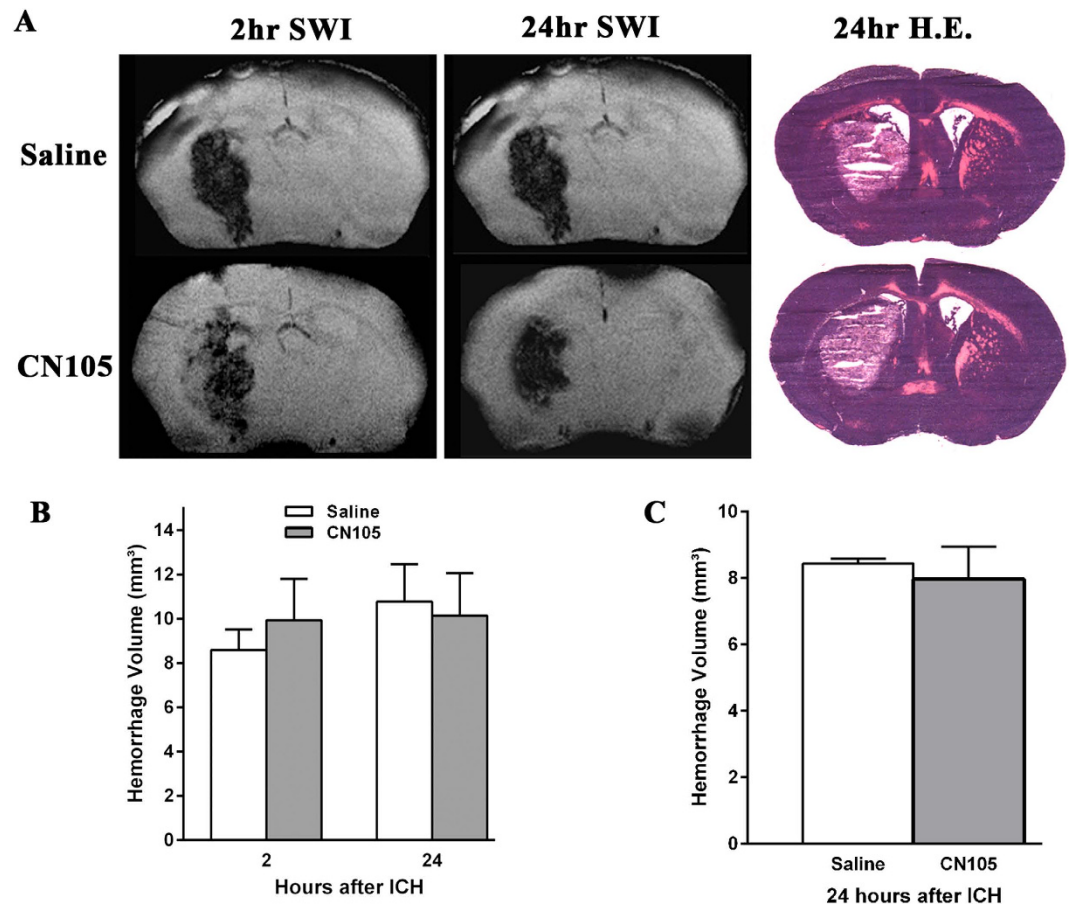 A
2hr SWI
24hr SWI
24hr H.E.
Saline
CN105
B
Saline
CN105
Hemorrhage Volume (mm³)
14
12
10
8
6
4
2
0
2
24
Hours after ICH
C
Hemorrhage Volume (mm³)
10
8
6
4
2
0
Saline
CN105
24 hours after ICH